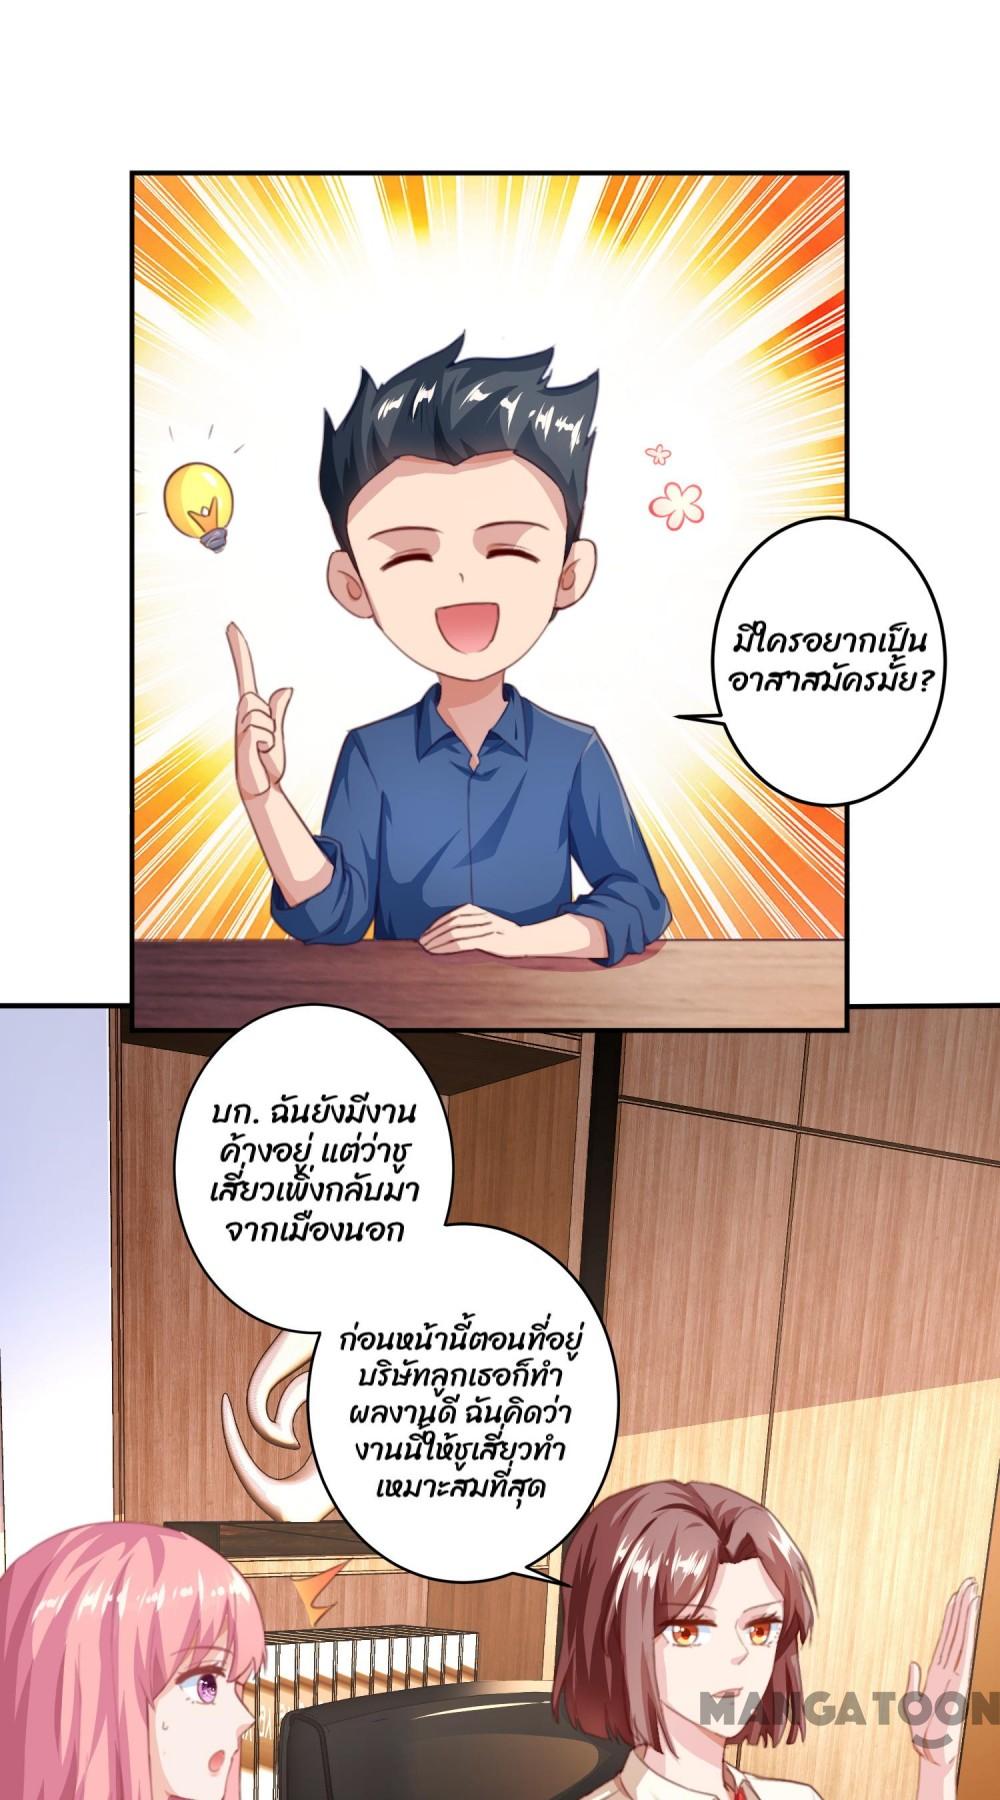 มีใครอยากเป็น
อาสาสมัครมั้ย?
บก. ฉันยังมีงาน
ค้างอยู่ แต่ว่าชู
เสี่ยวเพิ่งกลับมา
จากเมืองนอก
ก่อนหน้านี้ตอนที่อยู่
บริษัทลูกเธอก็ทำ
ผลงานดี ฉันคิดว่า
งานนี้ให้ชูเสี่ยวทำ
เหมาะสมที่สุด
MANGATOON